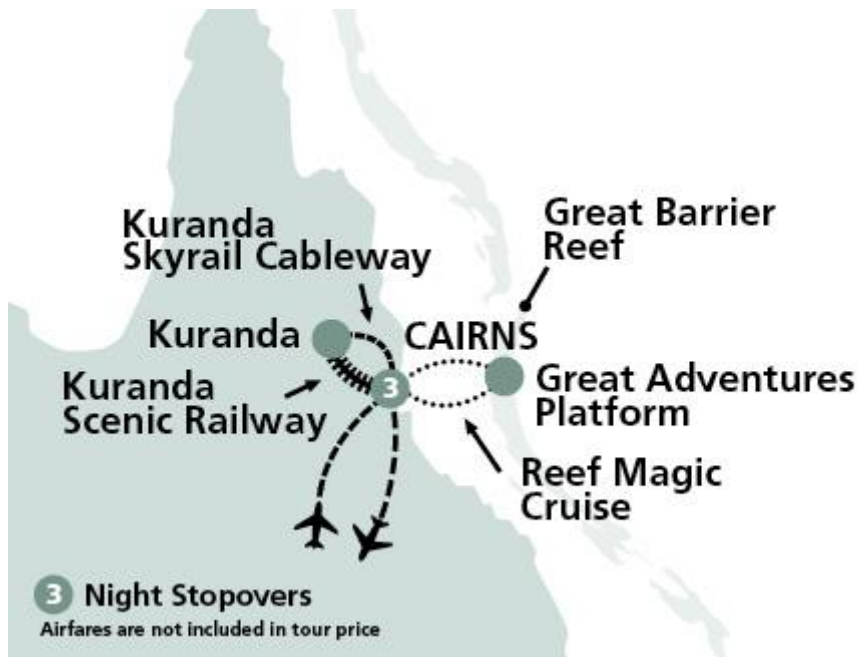 Kuranda
Skyrail Cableway
Great Barrier
Reef
Kuranda
CAIRNS
Kuranda
Scenic Railway
3
Great Adventures
Platform
Reef Magic
Cruise
3 Night Stopovers
Airfares are not included in tour price